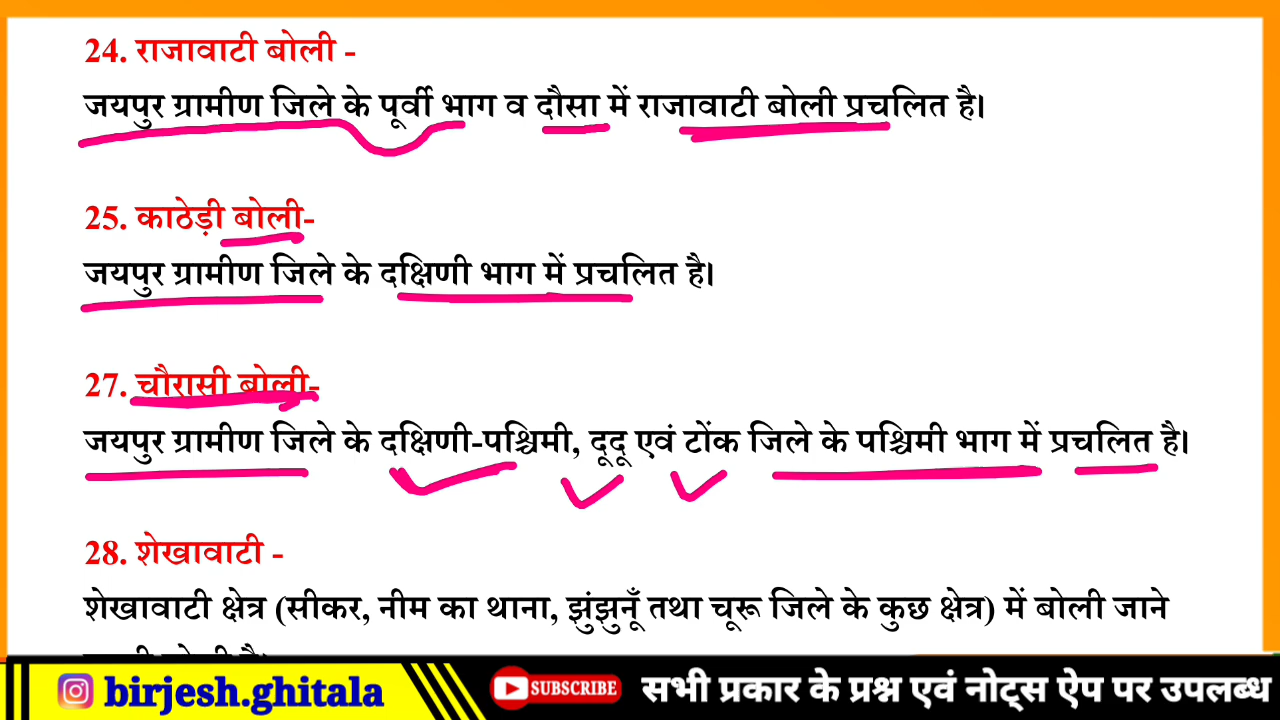 24. राजावाटी बोली -
जयपुर ग्रामीण जिले के पूर्वी भाग व दौसा में राजावाटी बोली प्रचलित है।
25. काठेड़ी बोली-
जयपुर ग्रामीण जिले के दक्षिणी भाग में प्रचलित है।
27. चौरासी बोली-
जयपुर ग्रामीण जिले के दक्षिणी-पश्चिमी, दूदू एवं टोंक जिले के पश्चिमी भाग में प्रचलित है।
28. शेखावाटी -
शेखावाटी क्षेत्र (सीकर, नीम का थाना, झुंझुनूँ तथा चूरू जिले के कुछ क्षेत्र) में बोली जाने
birjesh.ghitala
SUBSCRIBE
सभी प्रकार के प्रश्न एवं नोट्स ऐप पर उपलब्ध